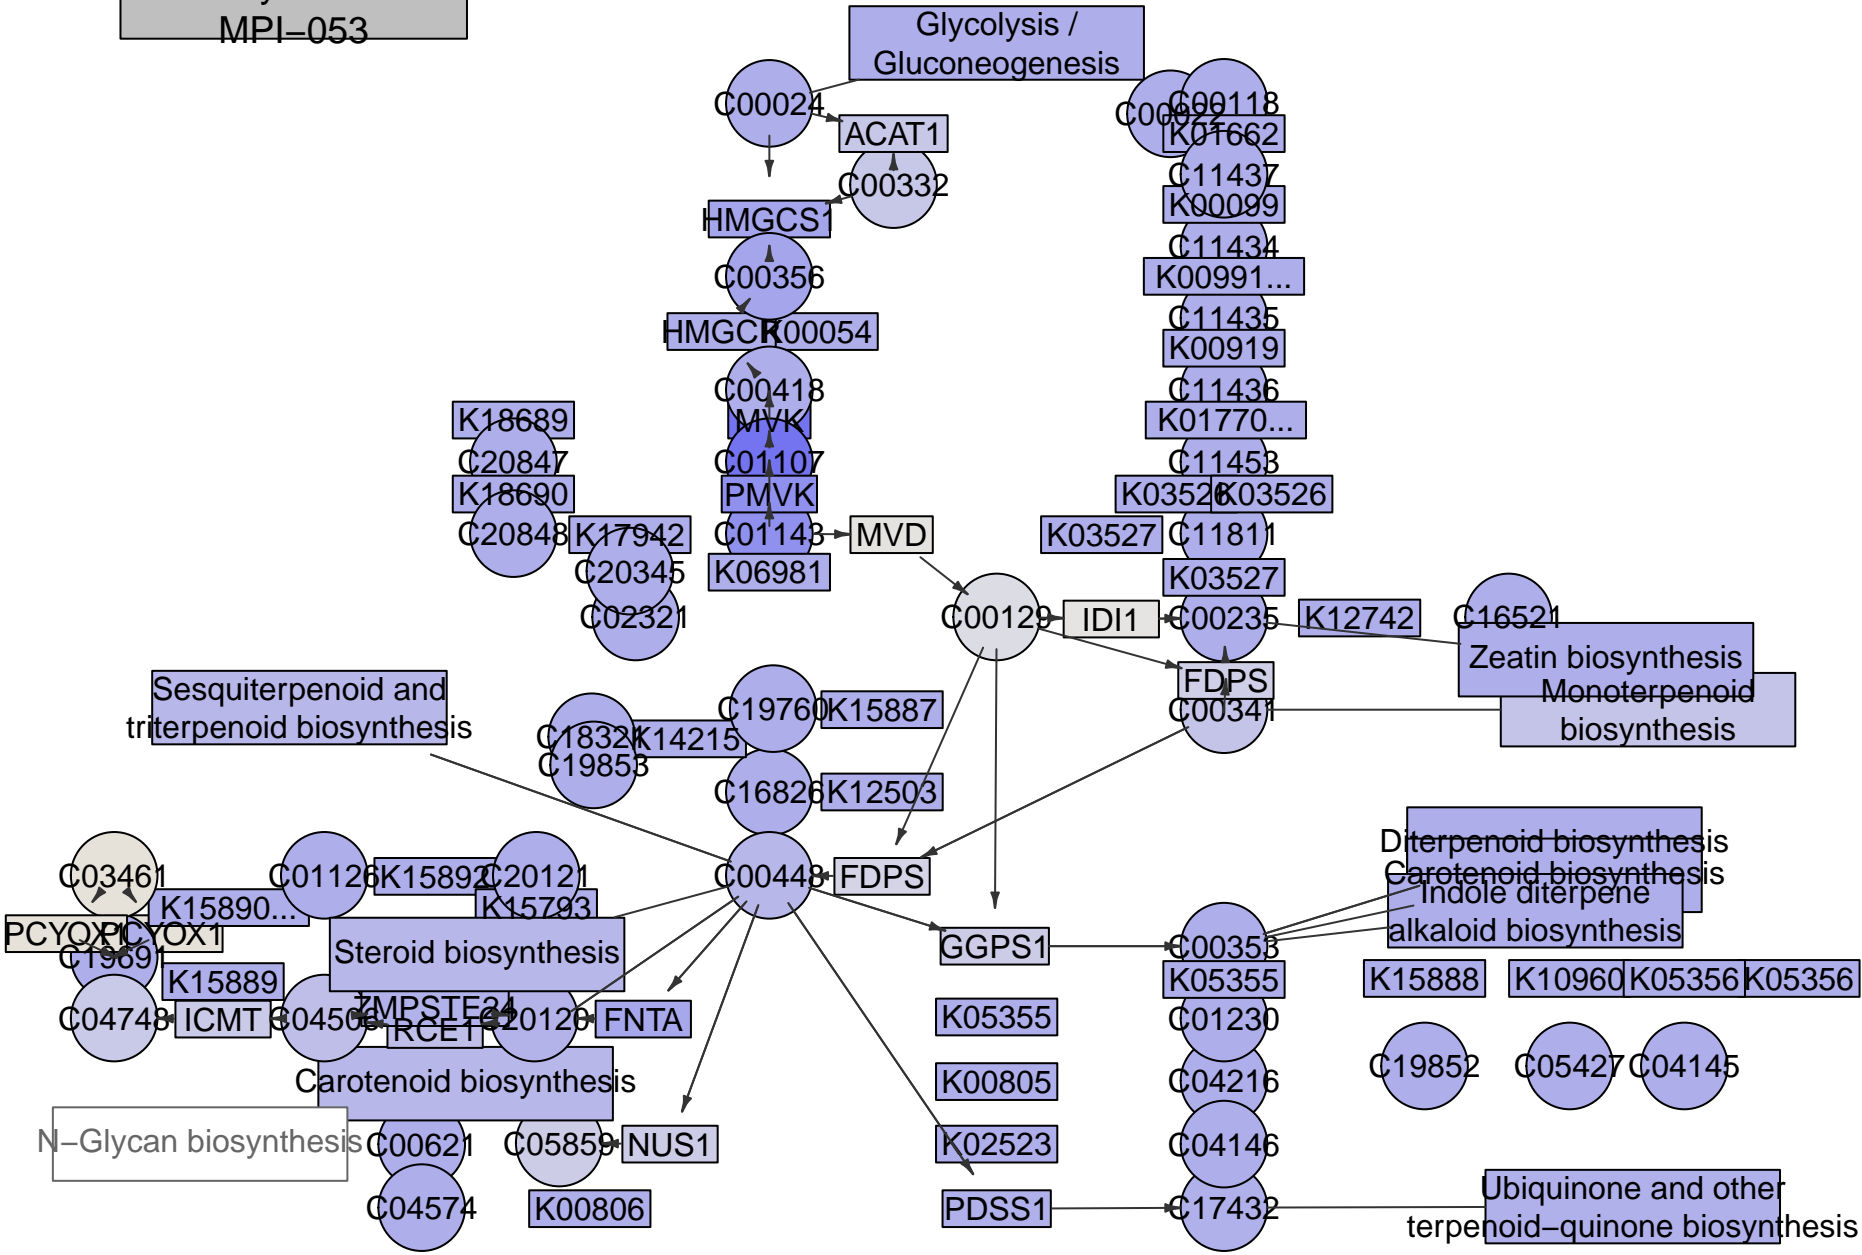 MPI−053
Glycolysis /
Gluconeogenesis
C00024
C00118
C00022
ACAT1
K01662
C00332
C11437
HMGCS1
K00099
C11434
C00356
K00991...
C11435
HMGCR
K00054
K00919
C00418
C11436
K18689
MVK
K01770...
C20847
C01107
C11453
K18690
PMVK
K03526
K03526
C20848
K17942
C01143
MVD
K03527
C11811
C20345
K06981
K03527
C02321
C00129
IDI1
C00235
K12742
C16521
Zeatin biosynthesis
FDPS
Monoterpenoid
biosynthesis
C00341
Sesquiterpenoid and
triterpenoid biosynthesis
C19760
K15887
C18324
K14215
C19853
C16826
K12503
Diterpenoid biosynthesis
Carotenoid biosynthesis
Indole diterpene
alkaloid biosynthesis
C03461
C01126
K15892
C20121
C00448
FDPS
K15890...
K15793
PCYOX1
PCYOX1
C19691
Steroid biosynthesis
GGPS1
C00353
K15889
K05355
K15888
K10960
K05356
K05356
C04748
ICMT
ZMPSTE24
RCE1
C20120
FNTA
K05355
C01230
C19852
C05427
C04145
Carotenoid biosynthesis
K00805
C04216
N−Glycan biosynthesis
C00621
C05859
NUS1
K02523
C04146
C04574
K00806
PDSS1
C17432
Ubiquinone and other
terpenoid−quinone biosynthesis